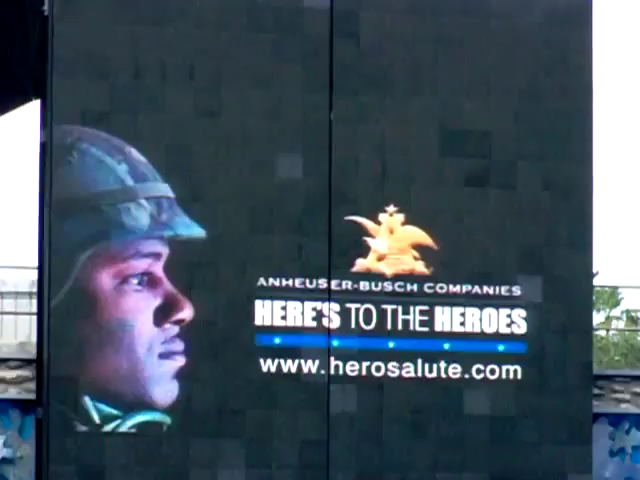 ANHEUSER-BUSCH COMPANIES
HERE'S TO THE HEROES
www.herosalute.com